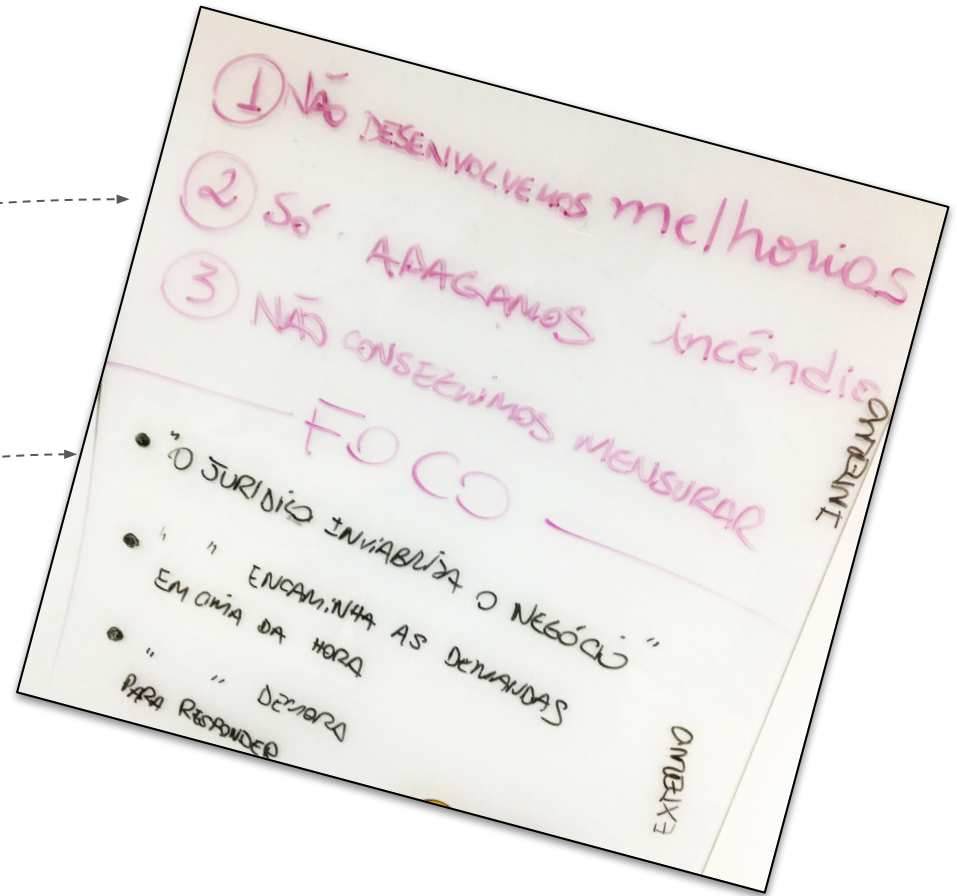 1 NÃO DESENVOLVEMOS melhorias
2 Só APAGAMOS incêndio
3 NÃO CONSEGUIMOS MENSURAR
INTERNO
FOCO
• "O JURIDICO INVIABILIZA O NEGÓCIO"
• " " ENCAMINHA AS DEMANDAS
EM CIMA DA HORA
• " " DEMORA
PARA RESPONDER
EXTERNO